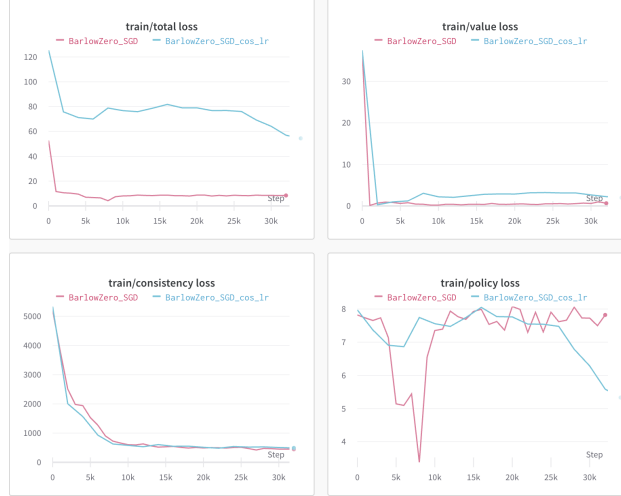 train/total loss
BarlowZero_SGD BarlowZero_SGD_cos_lr
120
100
80
60
40
20
0
Step
0 5k 10k 15k 20k 25k 30k
train/value loss
BarlowZero_SGD BarlowZero_SGD_cos_lr
30
20
10
0
Step
0 5k 10k 15k 20k 25k 30k
train/consistency loss
BarlowZero_SGD BarlowZero_SGD_cos_lr
5000
4000
3000
2000
1000
0
Step
0 5k 10k 15k 20k 25k 30k
train/policy loss
BarlowZero_SGD BarlowZero_SGD_cos_lr
8
7
6
5
4
Step
0 5k 10k 15k 20k 25k 30k